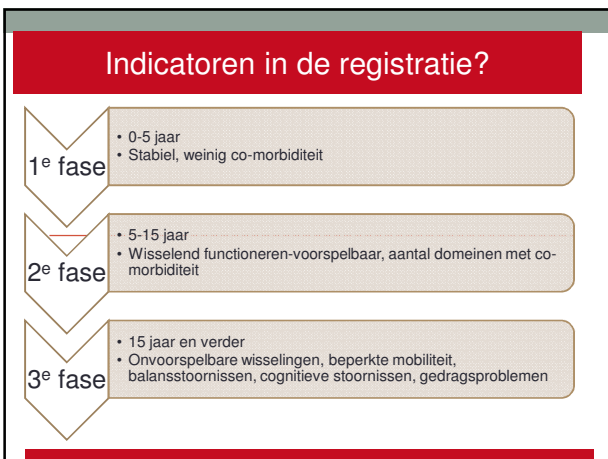 Indicatoren in de registratie?
1e fase
• 0-5 jaar
• Stabiel, weinig co-morbiditeit
2e fase
• 5-15 jaar
• Wisselend functioneren-voorspelbaar, aantal domeinen met co-
morbiditeit
3e fase
• 15 jaar en verder
• Onvoorspelbare wisselingen, beperkte mobiliteit,
balansstoornissen, cognitieve stoornissen, gedragsproblemen